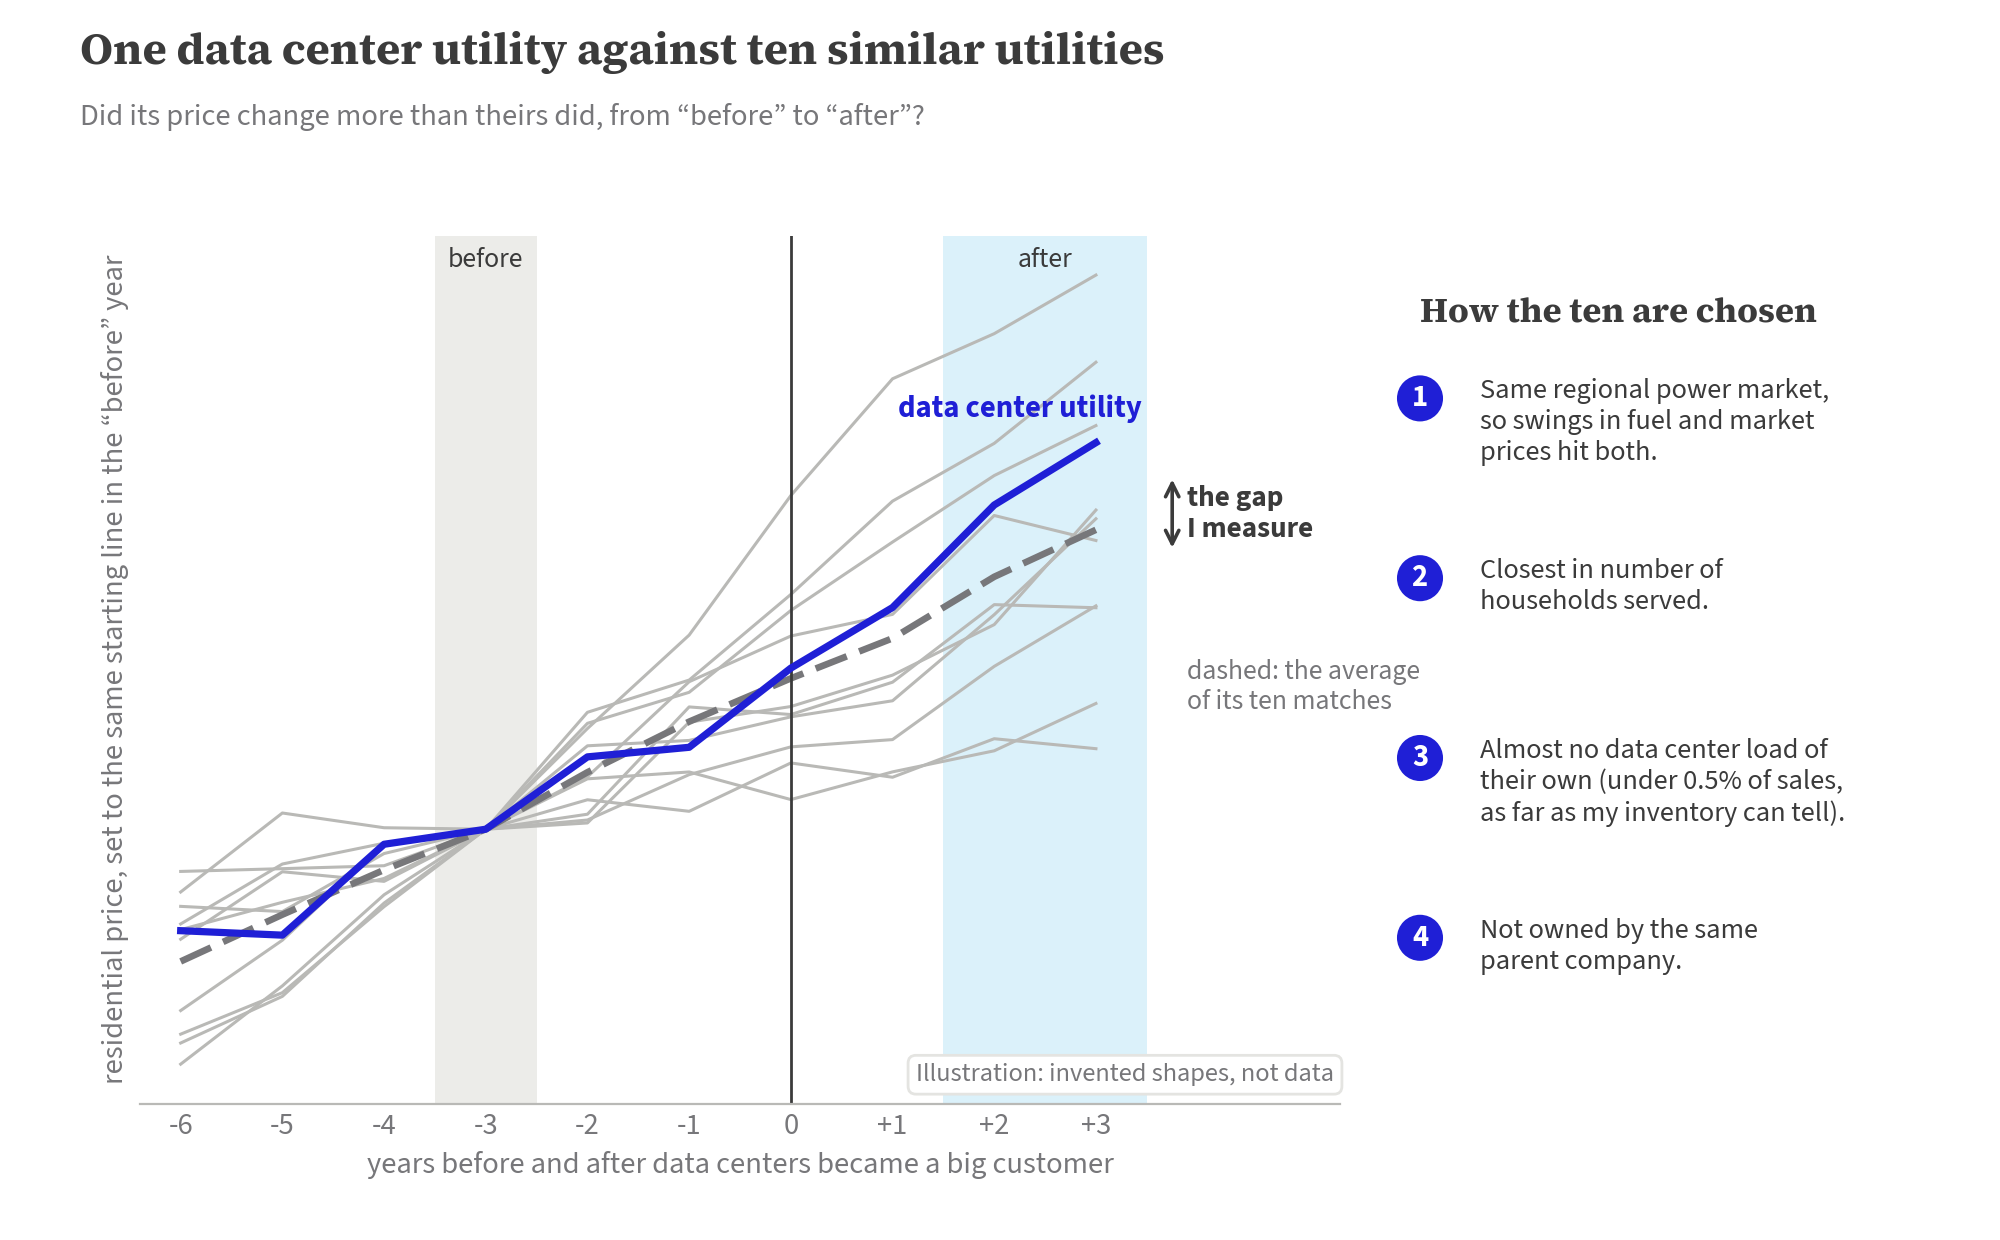 One data center utility against ten similar utilities
Did its price change more than theirs did, from “before” to “after”?
residential price, set to the same starting line in the “before” year
before
after
data center utility
the gap
I measure
dashed: the average
of its ten matches
Illustration: invented shapes, not data
-6 -5 -4 -3 -2 -1 0 +1 +2 +3
years before and after data centers became a big customer
How the ten are chosen
1
Same regional power market,
so swings in fuel and market
prices hit both.
2
Closest in number of
households served.
3
Almost no data center load of
their own (under 0.5% of sales,
as far as my inventory can tell).
4
Not owned by the same
parent company.